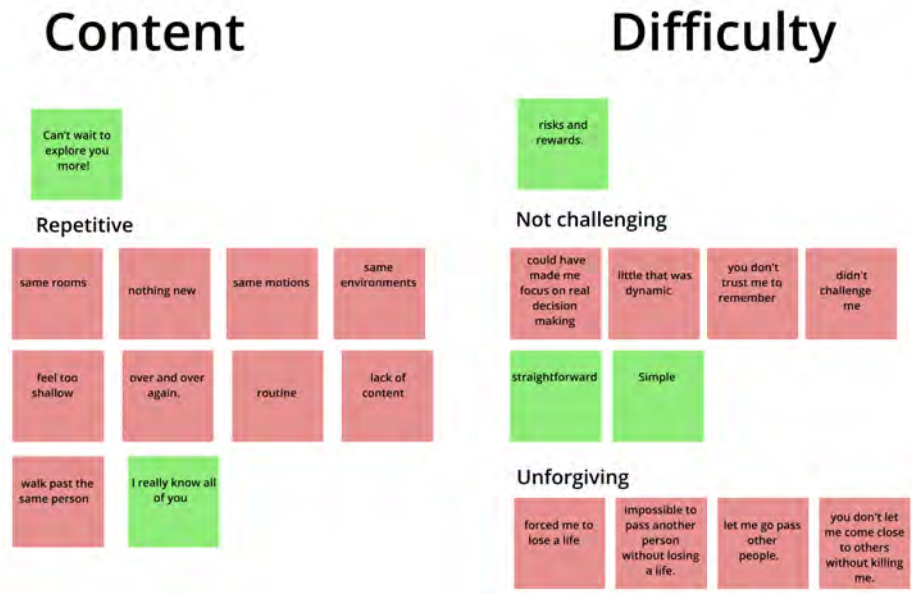 Content
Can't wait to
explore you
more!
Repetitive
same rooms
nothing new
same motions
same
environments
feel too
shallow
over and over
again.
routine
lack of
content
walk past the
same person
I really know all
of you
Difficulty
risks and
rewards.
Not challenging
could have
made me
focus on real
decision
making
little that was
dynamic
you don't
trust me to
remember
didn't
challenge
me
straightforward
Simple
Unforgiving
forced me to
lose a life
impossible to
pass another
person
without losing
a life.
let me go pass
other
people.
you don't let
me come close
to others
without killing
me.